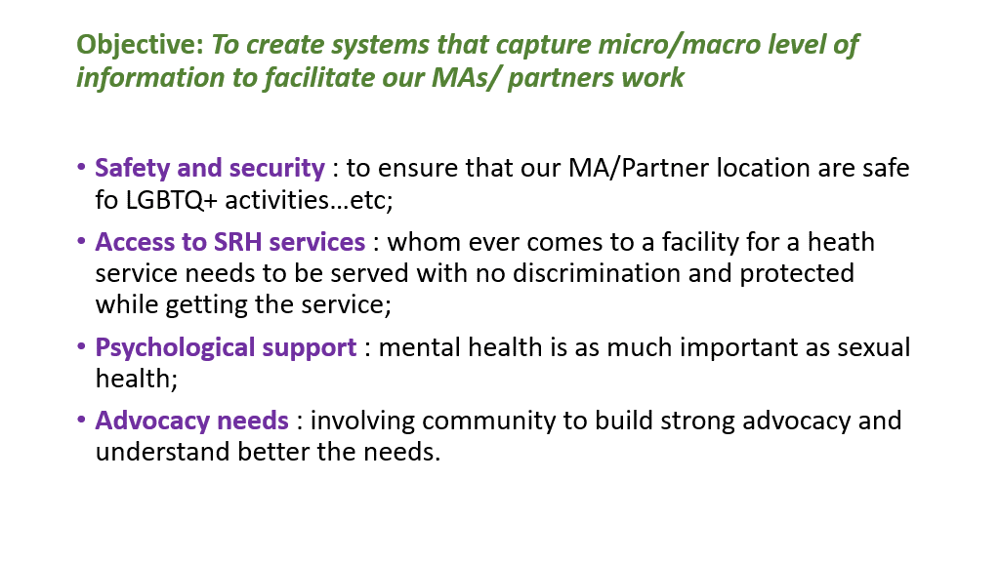 Objective: To create systems that capture micro/macro level of
information to facilitate our MAs/ partners work
• Safety and security : to ensure that our MA/Partner location are safe
fo LGBTQ+ activities...etc;
• Access to SRH services : whom ever comes to a facility for a heath
service needs to be served with no discrimination and protected
while getting the service;
• Psychological support : mental health is as much important as sexual
health;
• Advocacy needs : involving community to build strong advocacy and
understand better the needs.